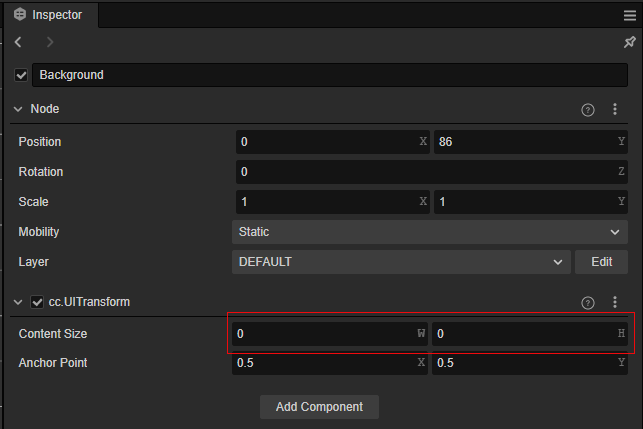 Inspector
Background
Node
Position 0 X 86 Y
Rotation 0 Z
Scale 1 X 1 Y
Mobility Static
Layer DEFAULT Edit
cc.UITransform
Content Size 0 W 0 H
Anchor Point 0.5 X 0.5 Y
Add Component